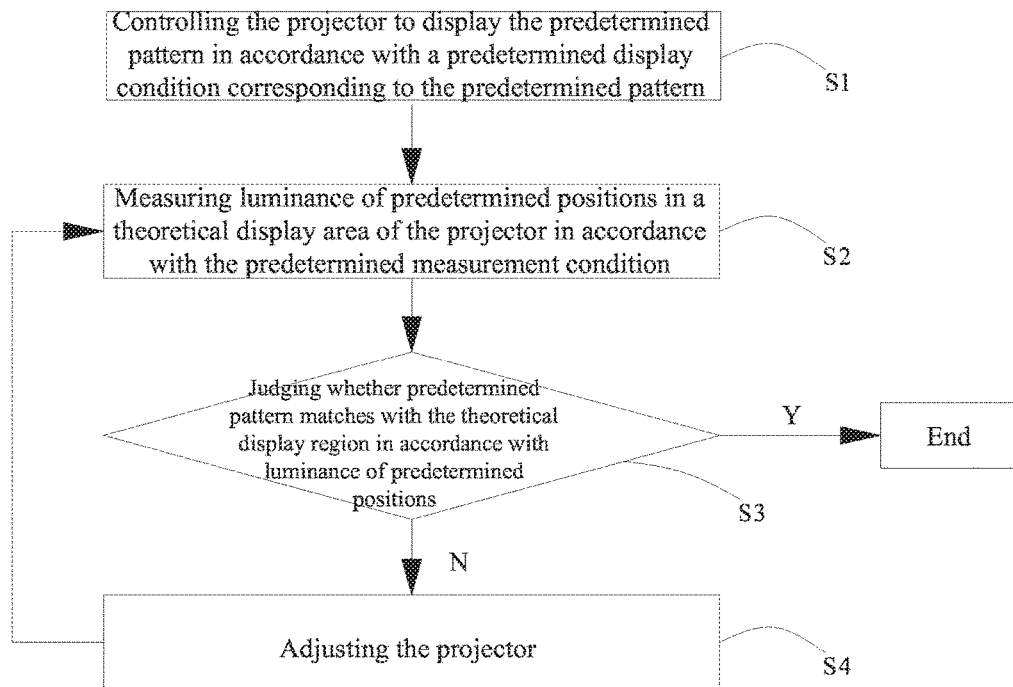 Controlling the projector to display the predetermined
pattern in accordance with a predetermined display
condition corresponding to the predetermined pattern
S1
Measuring luminance of predetermined positions in a
theoretical display area of the projector in accordance
with the predetermined measurement condition
S2
Judging whether predetermined
pattern matches with the theoretical
display region in accordance with
luminance of predetermined
positions
Y
End
S3
N
Adjusting the projector
S4